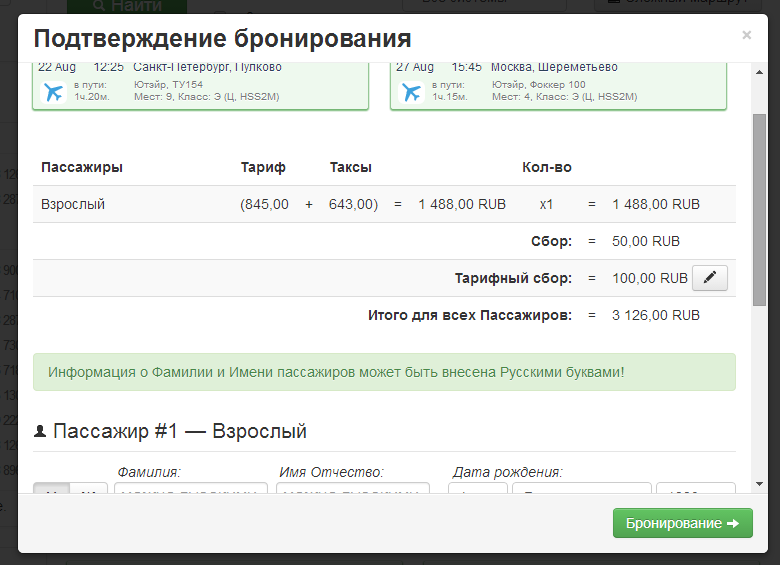 Найти
Сложный маршрут
Подтверждение бронирования ×
22 Aug 12:25 Санкт-Петербург, Пулково
в пути: Ютэйр, ТУ154
1ч.20м. Мест: 9, Класс: Э (Ц, HSS2M)
27 Aug 15:45 Москва, Шереметьево
в пути: Ютэйр, Фоккер 100
1ч.15м. Мест: 4, Класс: Э (Ц, HSS2M)
Пассажиры Тариф Таксы Кол-во
Взрослый (845,00 + 643,00) = 1 488,00 RUB x1 = 1 488,00 RUB
Сбор: = 50,00 RUB
Тарифный сбор: = 100,00 RUB
Итого для всех Пассажиров: = 3 126,00 RUB
Информация о Фамилии и Имени пассажиров может быть внесена Русскими буквами!
Пассажир #1 — Взрослый
Фамилия: Имя Отчество: Дата рождения:
Бронирование